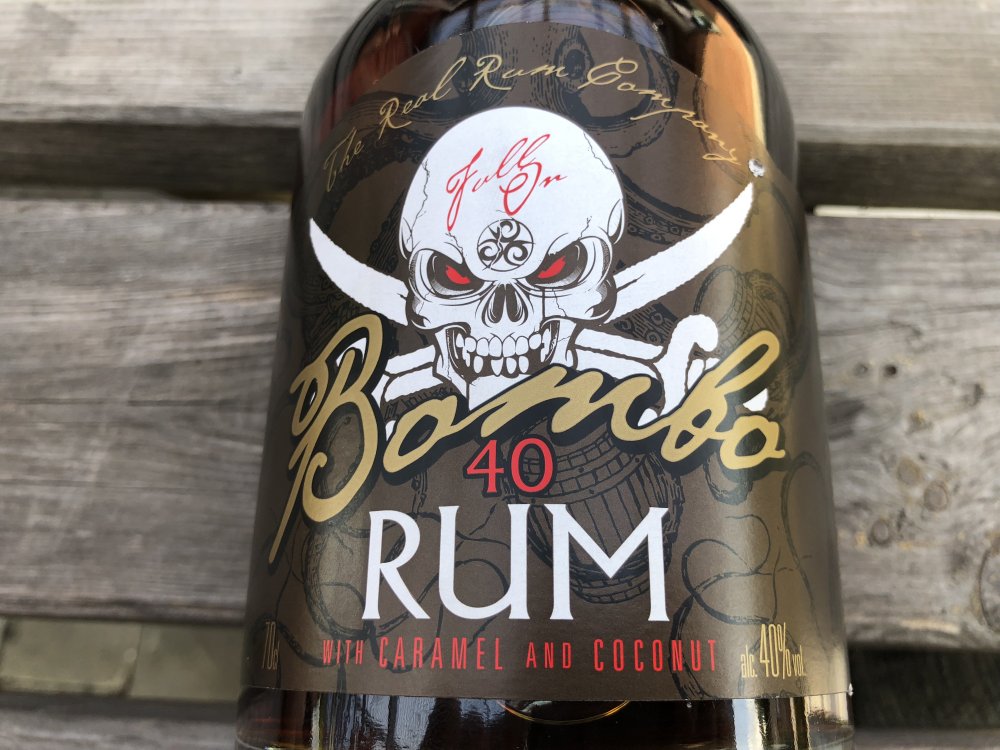 The Real Rum Company
Full On
Bombo
40
RUM
WITH CARAMEL AND COCONUT
70cl
alc. 40% vol.